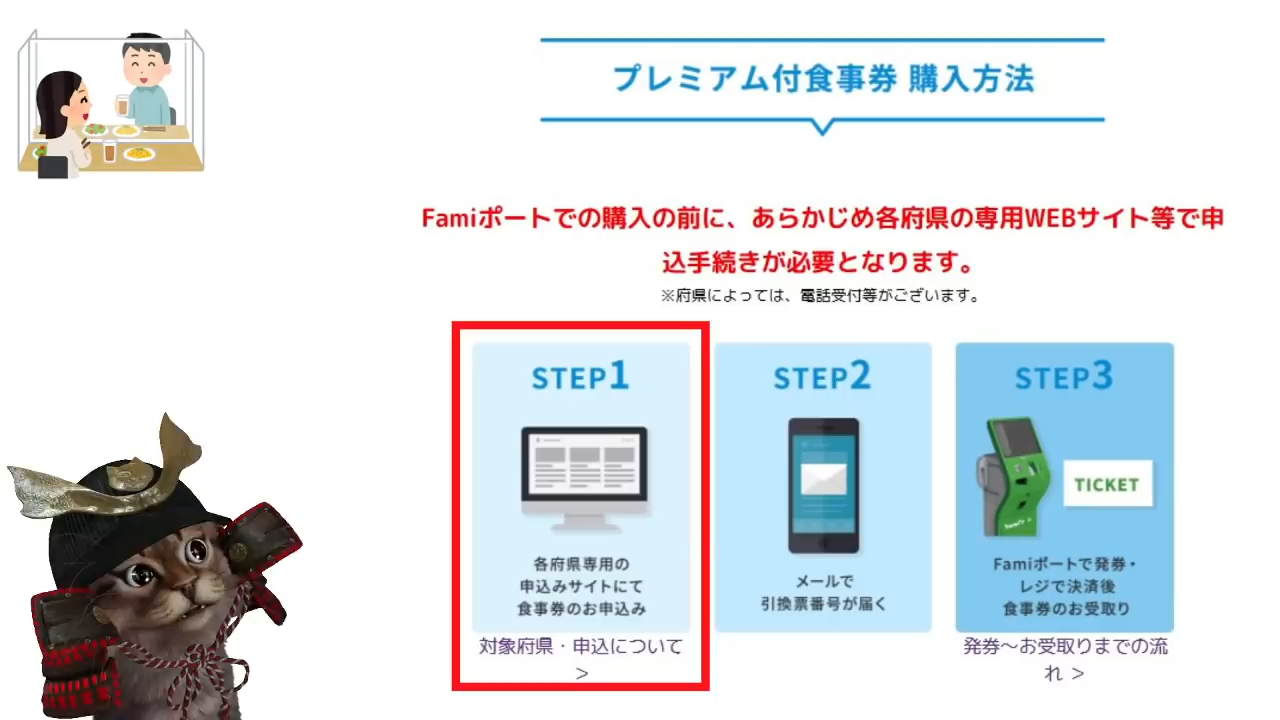 プレミアム付食事券 購入方法
Famiポートでの購入の前に、あらかじめ各府県の専用WEBサイト等で申
込手続きが必要となります。
※府県によっては、電話受付等がございます。
STEP1
各府県専用の
申込みサイトにて
食事券のお申込み
対象府県・申込について
>
STEP2
メールで
引換票番号が届く
STEP3
TICKET
Famiポートで発券・
レジで決済後
食事券のお受取り
発券～お受取りまでの流
れ >